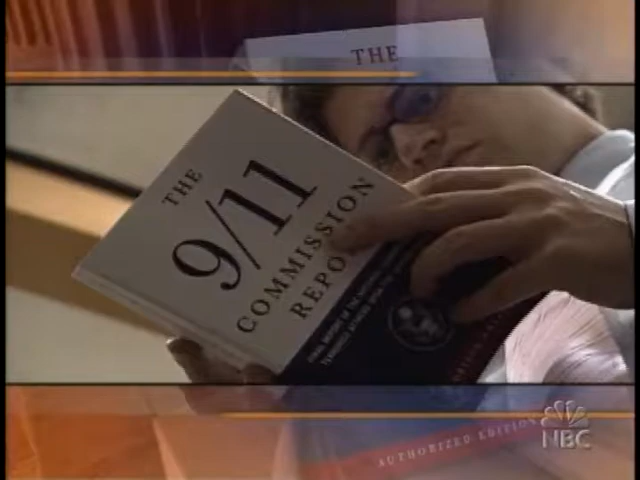 THE
THE
9/11
COMMISSION
REPO
AUTHORIZED EDITION
NBC